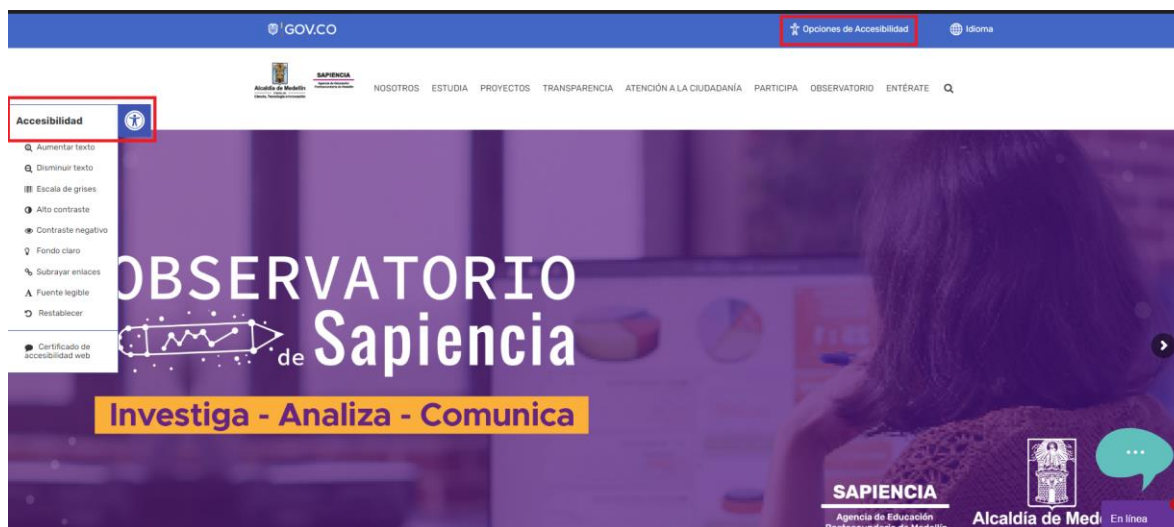 GOV.CO
Opciones de Accesibilidad
Idioma
Alcaldía de Medellín
SAPIENCIA
NOSOTROS ESTUDIA PROYECTOS TRANSPARENCIA ATENCIÓN A LA CIUDADANÍA PARTICIPA OBSERVATORIO ENTÉRATE
Accesibilidad
Aumentar texto
Disminuir texto
Escala de grises
Alto contraste
Contraste negativo
Fondo claro
Subrayar enlaces
Fuente legible
Restablecer
Certificado de
accesibilidad web
OBSERVATORIO
de Sapiencia
Investiga - Analiza - Comunica
SAPIENCIA
Agencia de Educación
Alcaldía de Med
En línea